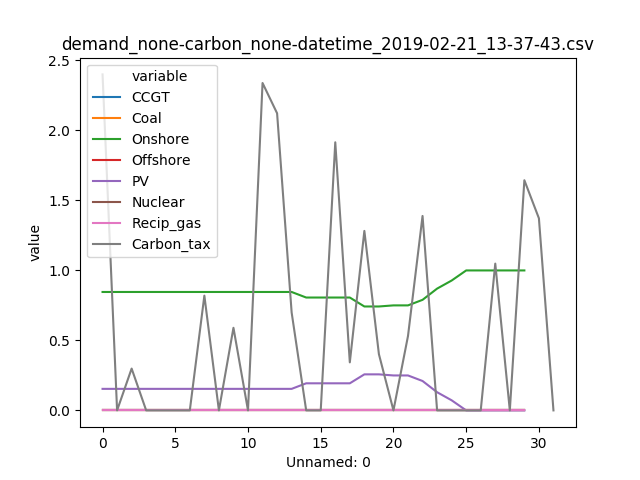 demand_none-carbon_none-datetime_2019-02-21_13-37-43.csv
2.5
2.0
1.5
1.0
0.5
0.0
value
variable
CCGT
Coal
Onshore
Offshore
PV
Nuclear
Recip_gas
Carbon_tax
0 5 10 15 20 25 30
Unnamed: 0